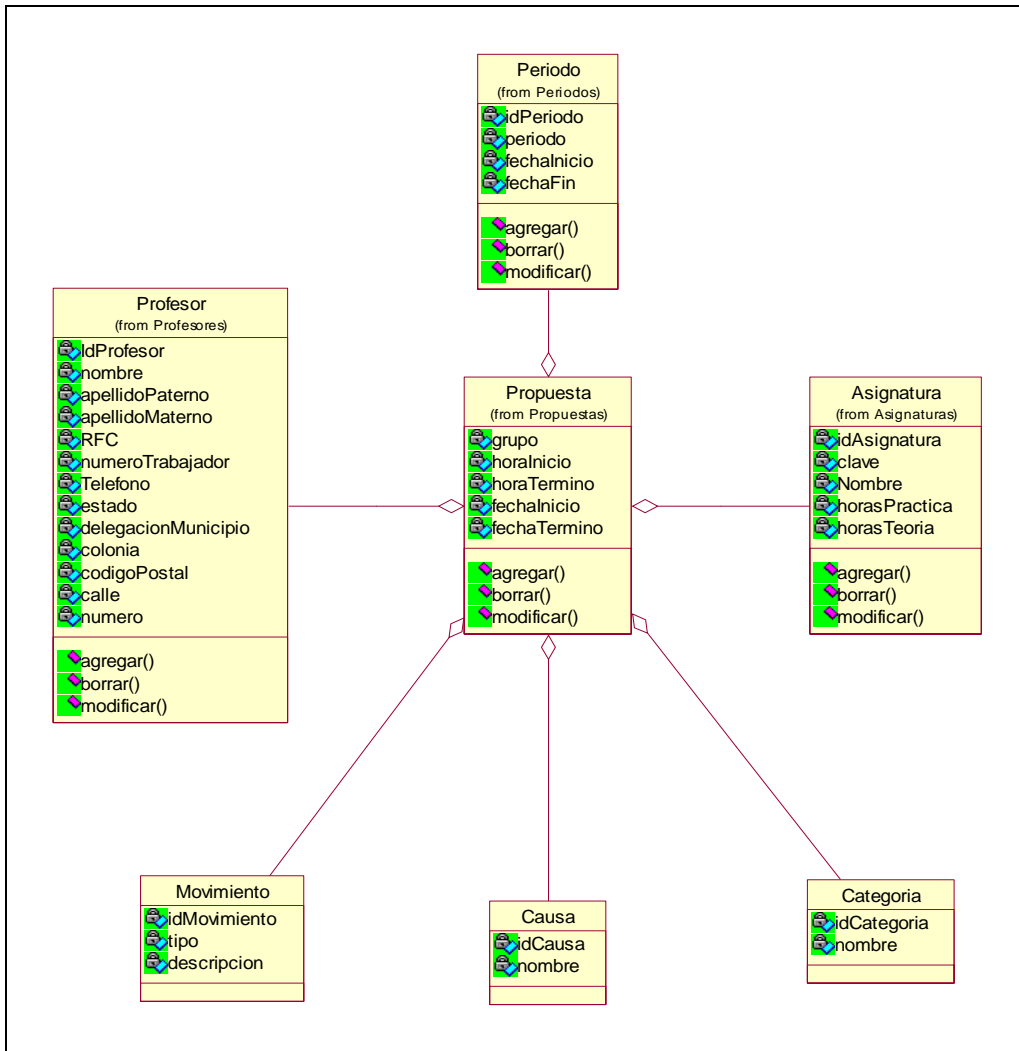 Periodo
(from Periodos)
idPeriodo
periodo
fechaInicio
fechaFin
agregar()
borrar()
modificar()
Profesor
(from Profesores)
IdProfesor
nombre
apellidoPaterno
apellidoMaterno
RFC
numeroTrabajador
Telefono
estado
delegacionMunicipio
colonia
codigoPostal
calle
numero
agregar()
borrar()
modificar()
Propuesta
(from Propuestas)
grupo
horaInicio
horaTermino
fechaInicio
fechaTermino
agregar()
borrar()
modificar()
Asignatura
(from Asignaturas)
idAsignatura
clave
Nombre
horasPractica
horasTeoria
agregar()
borrar()
modificar()
Movimiento
idMovimiento
tipo
descripcion
Causa
idCausa
nombre
Categoria
idCategoria
nombre